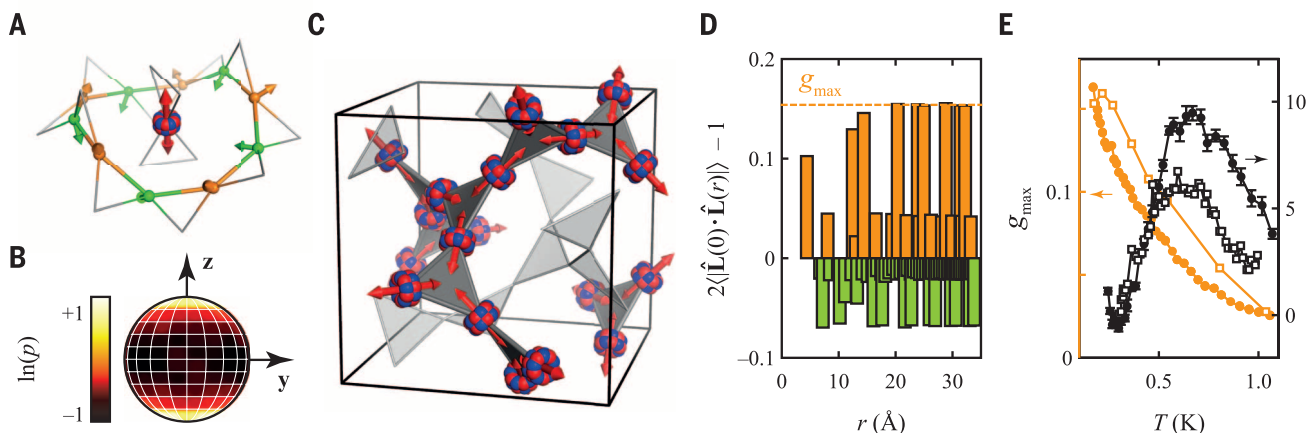 A
B
+1
ln(p)
−1
z
y
C
D
0.2
g_max
0.1
0
−0.1
2⟨|L̂(0)·L̂(r)|⟩ − 1
0 10 20 30
r (Å)
E
g_max
0.1
0
10
5
0
0.5 1.0
T (K)